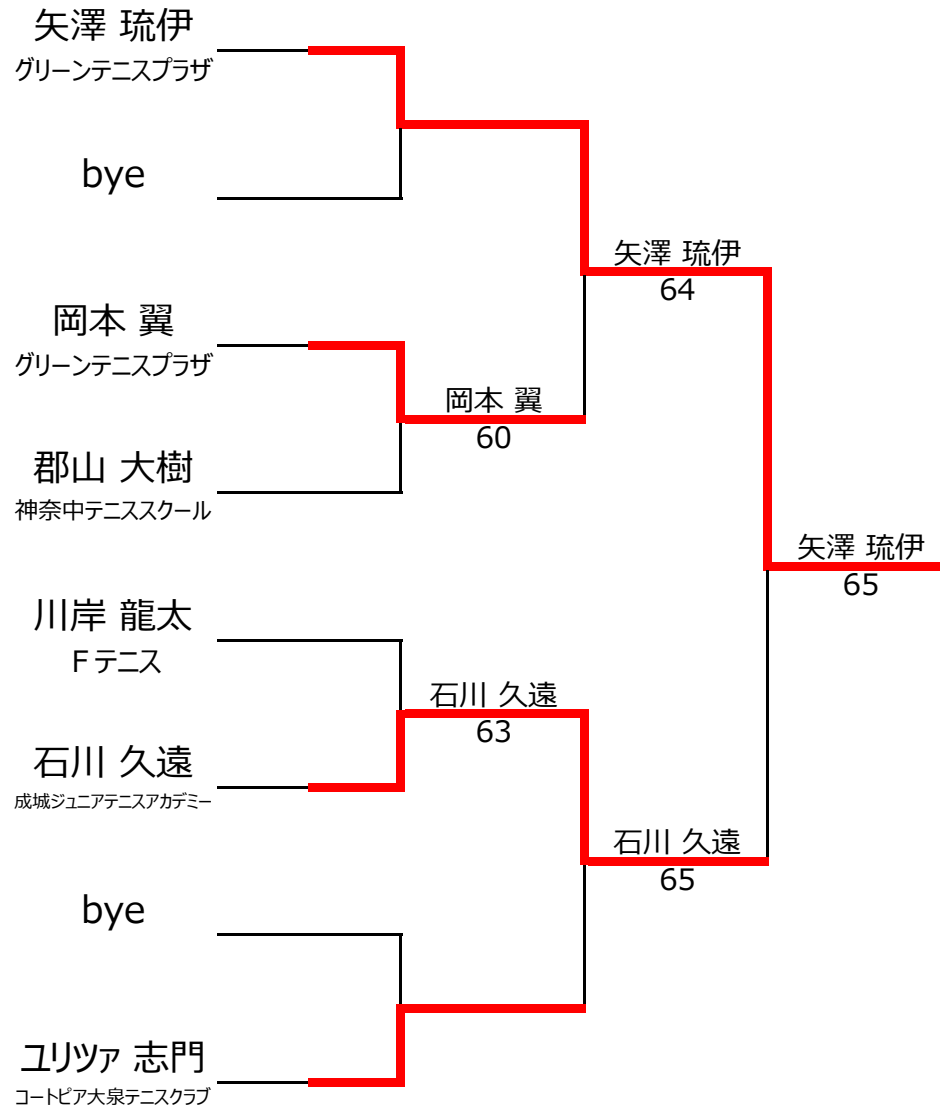 矢澤 琉伊
グリーンテニスプラザ
bye
矢澤 琉伊
64
岡本 翼
グリーンテニスプラザ
岡本 翼
60
郡山 大樹
神奈中テニススクール
矢澤 琉伊
65
川岸 龍太
Ｆテニス
石川 久遠
63
石川 久遠
成城ジュニアテニスアカデミー
石川 久遠
65
bye
ユリツァ 志門
コートピア大泉テニスクラブ